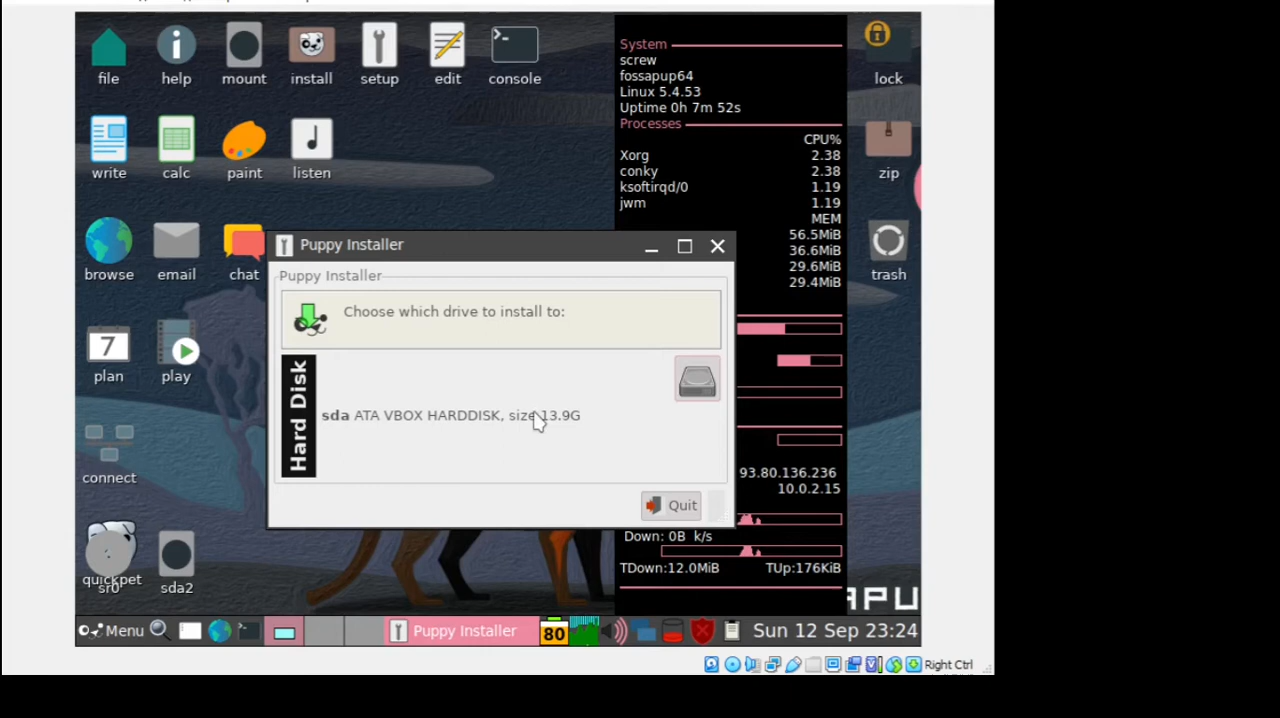 file
help
mount
install
setup
edit
console
write
calc
paint
listen
browse
email
chat
7
plan
play
connect
quickpet
sr0
sda2
System
screw
fossapup64
Linux 5.4.53
Uptime 0h 7m 52s
Processes
CPU%
Xorg 2.38
conky 2.38
ksoftirqd/0 1.19
jwm 1.19
MEM
56.5MiB
36.6MiB
29.6MiB
29.4MiB
93.80.136.236
10.0.2.15
Down: 0B k/s
TDown:12.0MiB TUp:176KiB
lock
zip
trash
Puppy Installer
Puppy Installer
Choose which drive to install to:
Hard Disk
sda ATA VBOX HARDDISK, size 13.9G
Quit
APU
Menu
Puppy Installer
80
Sun 12 Sep 23:24
Right Ctrl